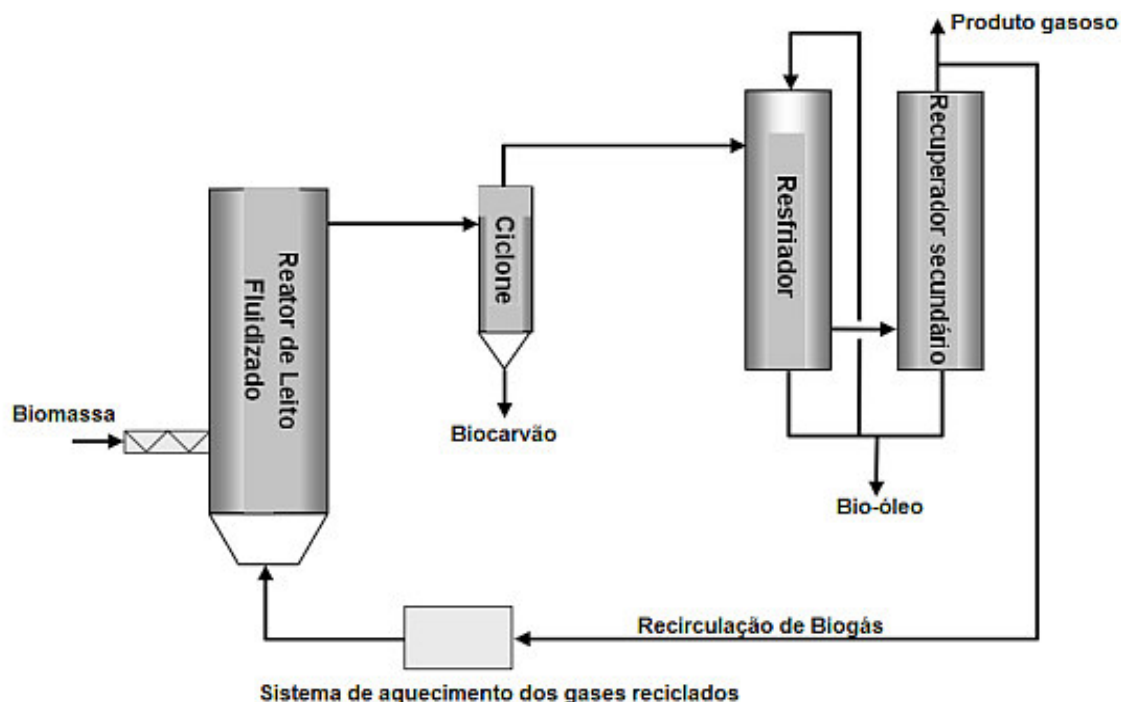 Produto gasoso
Recuperador secundário
Resfriador
Ciclone
Reator de Leito
Fluidizado
Biomassa
Biocarvão
Bio-óleo
Recirculação de Biogás
Sistema de aquecimento dos gases reciclados